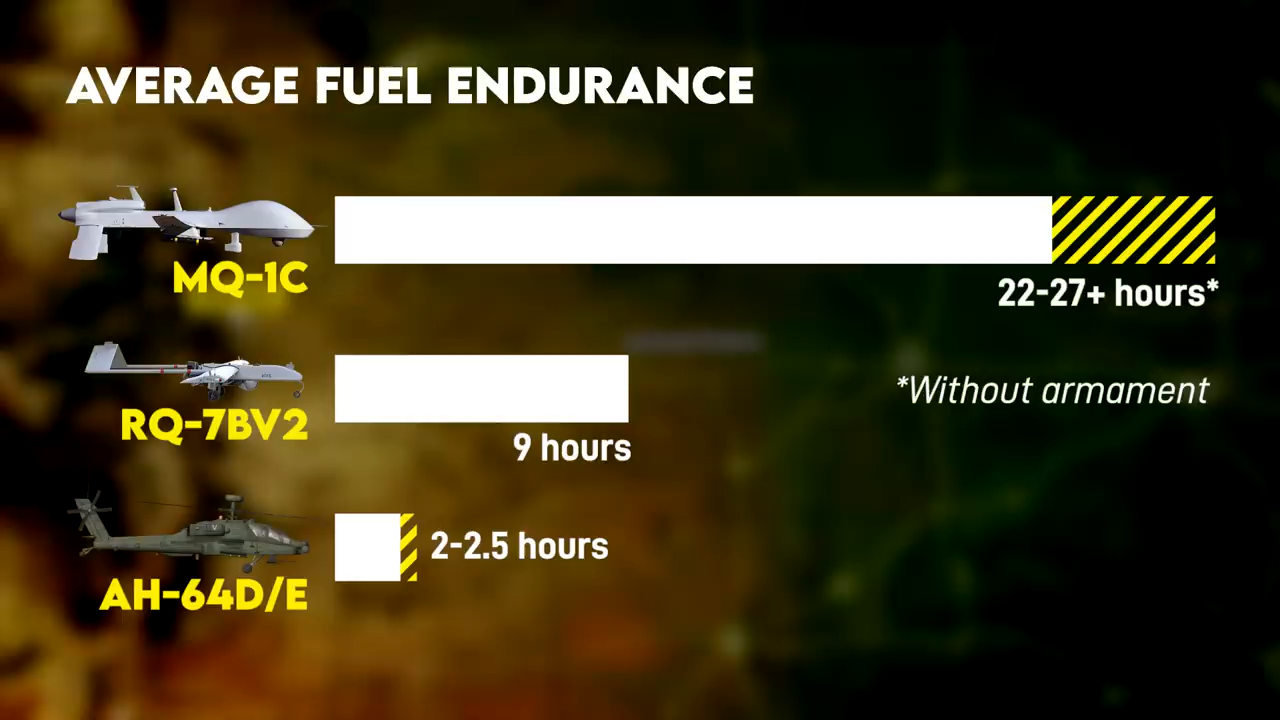 AVERAGE FUEL ENDURANCE
MQ-1C
22-27+ hours*
RQ-7BV2
9 hours
*Without armament
AH-64D/E
2-2.5 hours